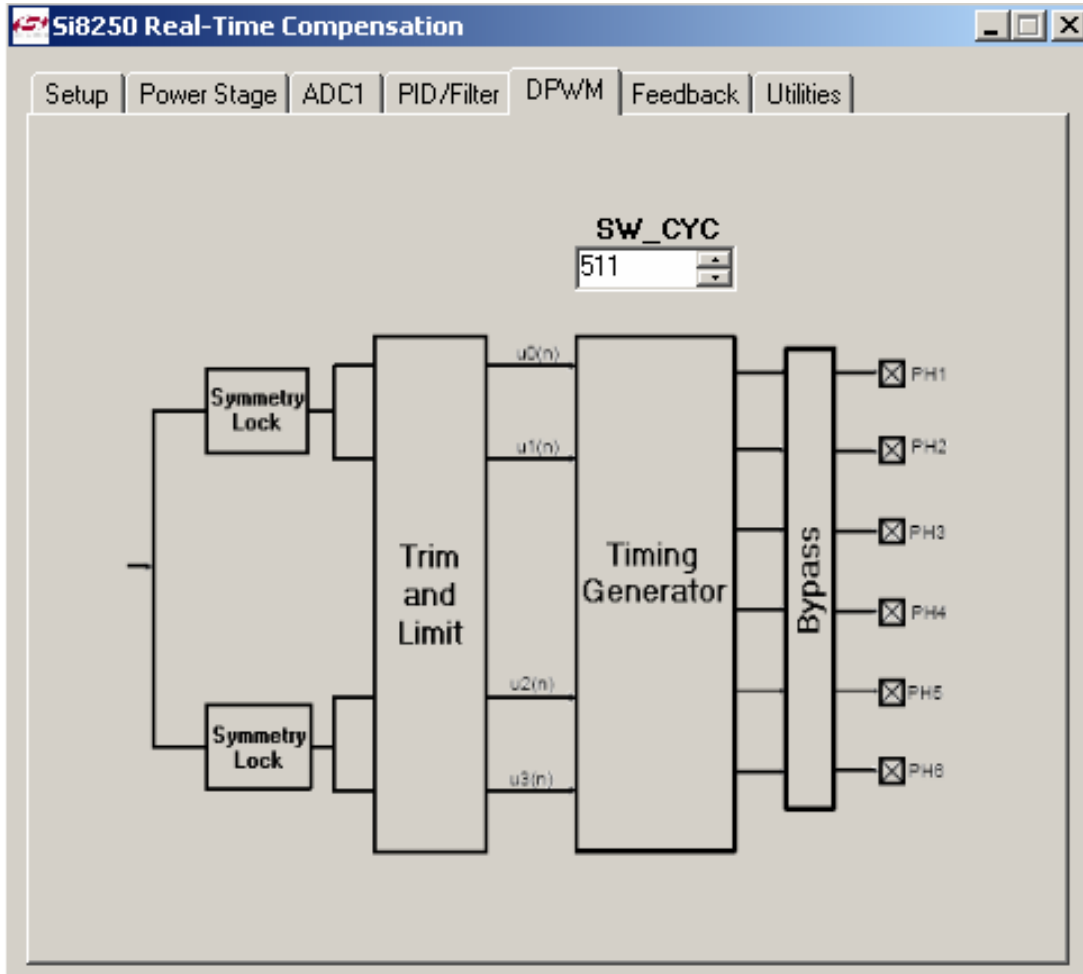 Si8250 Real-Time Compensation
Setup
Power Stage
ADC1
PID/Filter
DPWM
Feedback
Utilities
SW_CYC
511
Symmetry
Lock
Symmetry
Lock
Trim
and
Limit
u0(n)
u1(n)
u2(n)
u3(n)
Timing
Generator
Bypass
PH1
PH2
PH3
PH4
PH5
PH6